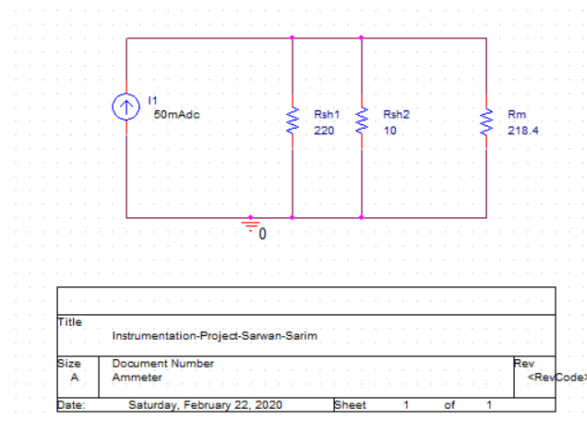 I1
50mAdc
Rsh1
220
Rsh2
10
Rm
218.4
0
Title
Instrumentation-Project-Sarwan-Sarim
Size
A
Document Number
Ammeter
Rev
<RevCode>
Date:
Saturday, February 22, 2020
Sheet 1 of 1